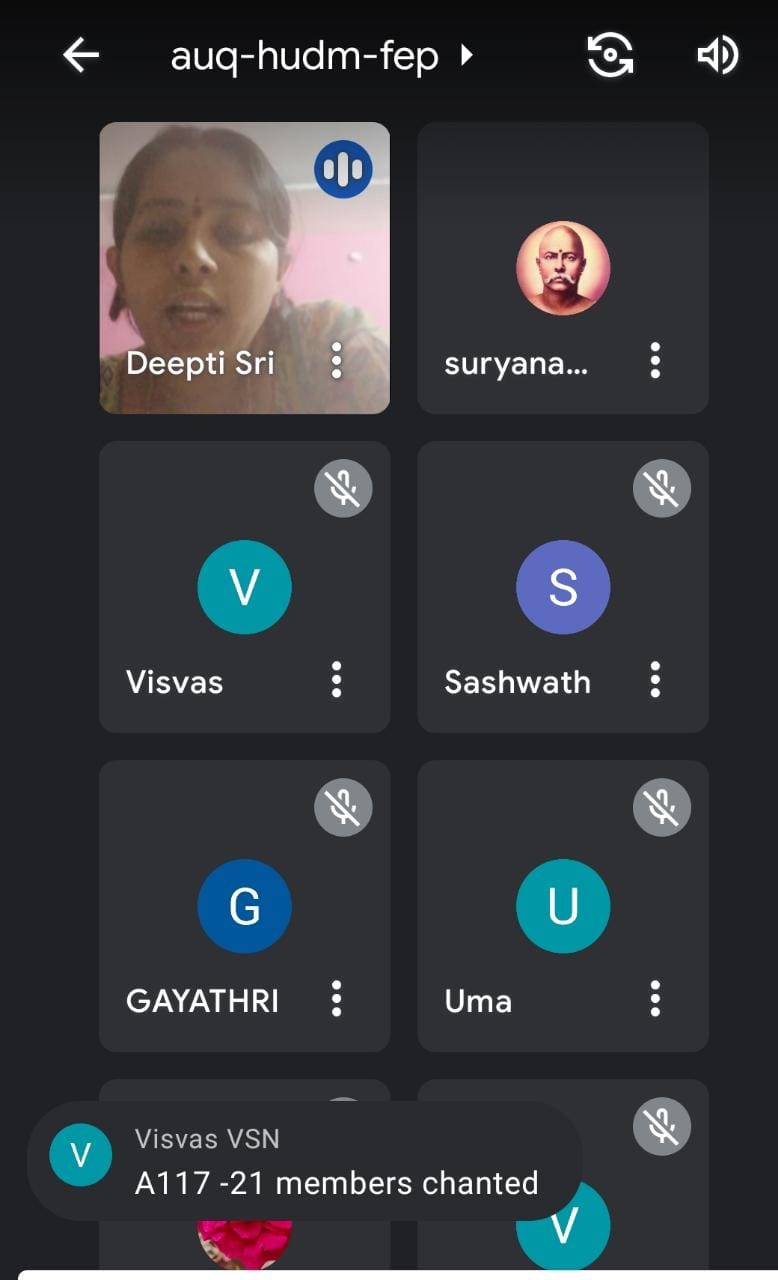 auq-hudm-fep
Deepti Sri
suryana...
V
Visvas
S
Sashwath
G
GAYATHRI
U
Uma
V
Visvas VSN
A117 -21 members chanted
V